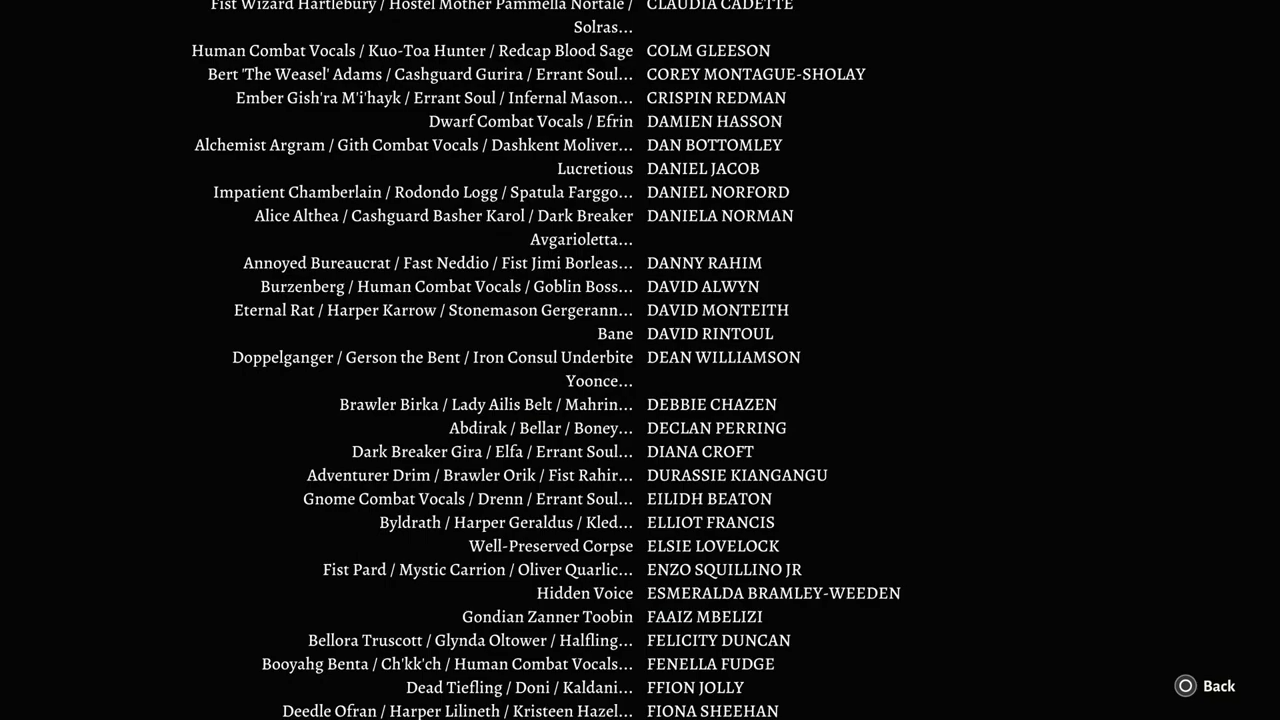 Fist Wizard Hartlebury / Hostel Mother Pammella Nortale / CLAUDIA CADETTE
Solras...
Human Combat Vocals / Kuo-Toa Hunter / Redcap Blood Sage COLM GLEESON
Bert 'The Weasel' Adams / Cashguard Gurira / Errant Soul... COREY MONTAGUE-SHOLAY
Ember Gish'ra M'i'hayk / Errant Soul / Infernal Mason... CRISPIN REDMAN
Dwarf Combat Vocals / Efrin DAMIEN HASSON
Alchemist Argram / Gith Combat Vocals / Dashkent Moliver... DAN BOTTOMLEY
Lucretious DANIEL JACOB
Impatient Chamberlain / Rodondo Logg / Spatula Farggo... DANIEL NORFORD
Alice Althea / Cashguard Basher Karol / Dark Breaker DANIELA NORMAN
Avgarioletta...
Annoyed Bureaucrat / Fast Neddio / Fist Jimi Borleas... DANNY RAHIM
Burzenberg / Human Combat Vocals / Goblin Boss... DAVID ALWYN
Eternal Rat / Harper Karrow / Stonemason Gergerann... DAVID MONTEITH
Bane DAVID RINTOUL
Doppelganger / Gerson the Bent / Iron Consul Underbite DEAN WILLIAMSON
Yoonce...
Brawler Birka / Lady Ailis Belt / Mahrin... DEBBIE CHAZEN
Abdirak / Bellar / Boney... DECLAN PERRING
Dark Breaker Gira / Elfa / Errant Soul... DIANA CROFT
Adventurer Drim / Brawler Orik / Fist Rahir... DURASSIE KIANGANGU
Gnome Combat Vocals / Drenn / Errant Soul... EILIDH BEATON
Byldrath / Harper Geraldus / Kled... ELLIOT FRANCIS
Well-Preserved Corpse ELSIE LOVELOCK
Fist Pard / Mystic Carrion / Oliver Quarlic... ENZO SQUILLINO JR
Hidden Voice ESMERALDA BRAMLEY-WEEDEN
Gondian Zanner Toobin FAAIZ MBELIZI
Bellora Truscott / Glynda Oltower / Halfling... FELICITY DUNCAN
Booyahg Benta / Ch'kk'ch / Human Combat Vocals... FENELLA FUDGE
Dead Tiefling / Doni / Kaldani... FFION JOLLY
Back
Deedle Ofran / Harper Lilineth / Kristeen Hazel... FIONA SHEEHAN